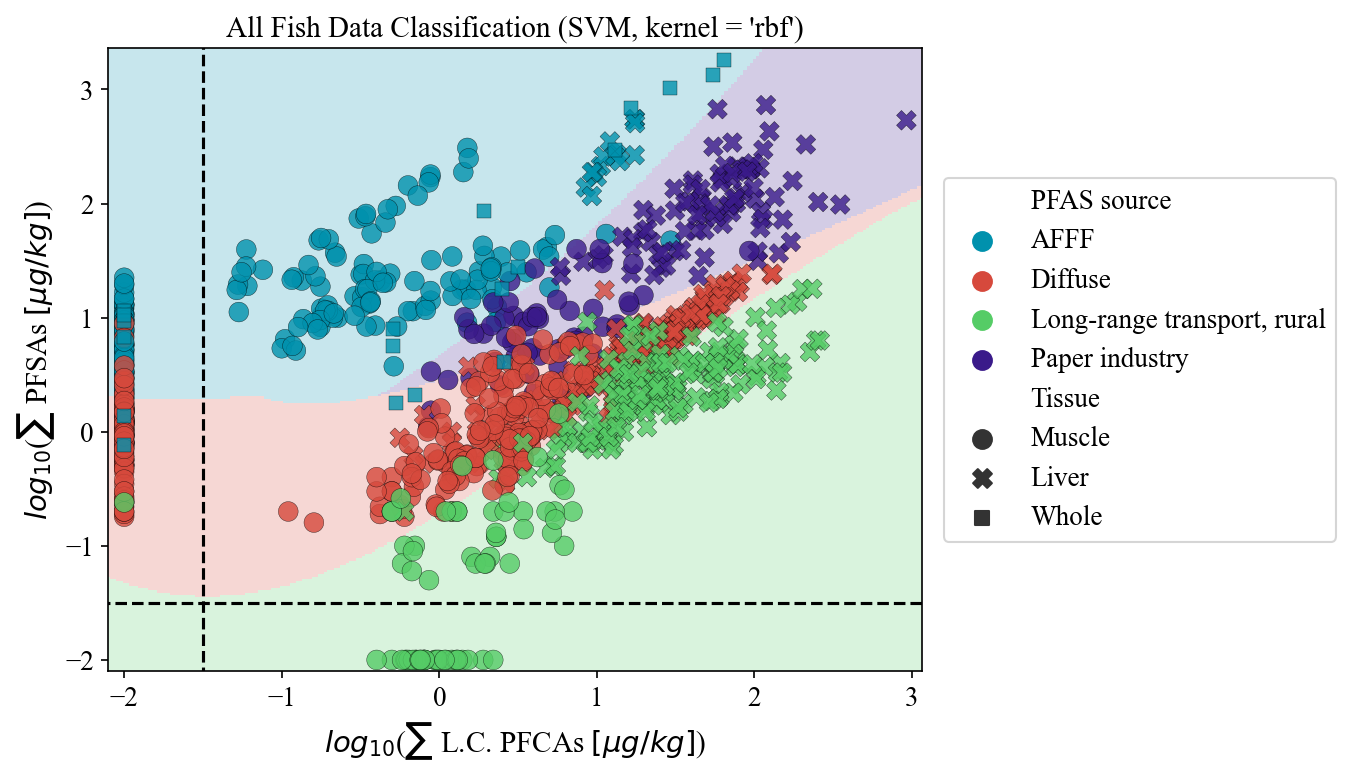 All Fish Data Classification (SVM, kernel = 'rbf')
3
2
1
0
−1
−2
log10(∑ PFSAs [μg/kg])
−2
−1
0
1
2
3
log10(∑ L.C. PFCAs [μg/kg])
PFAS source
AFFF
Diffuse
Long-range transport, rural
Paper industry
Tissue
Muscle
Liver
Whole